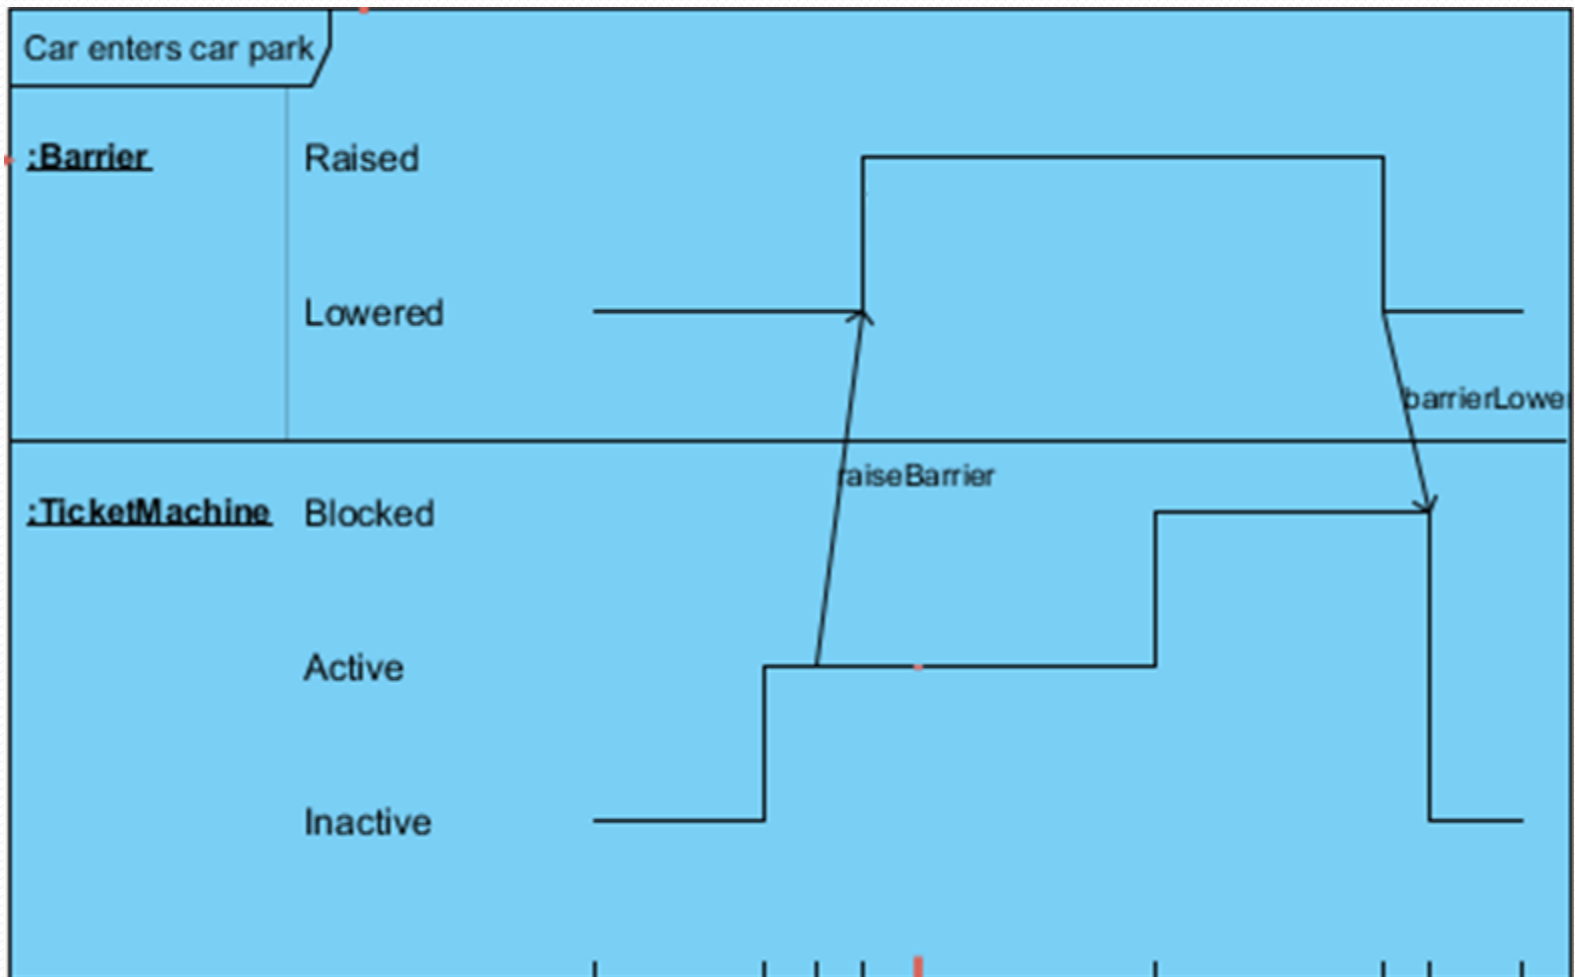 Car enters car park
:Barrier
Raised
Lowered
raiseBarrier
:TicketMachine
Blocked
Active
Inactive